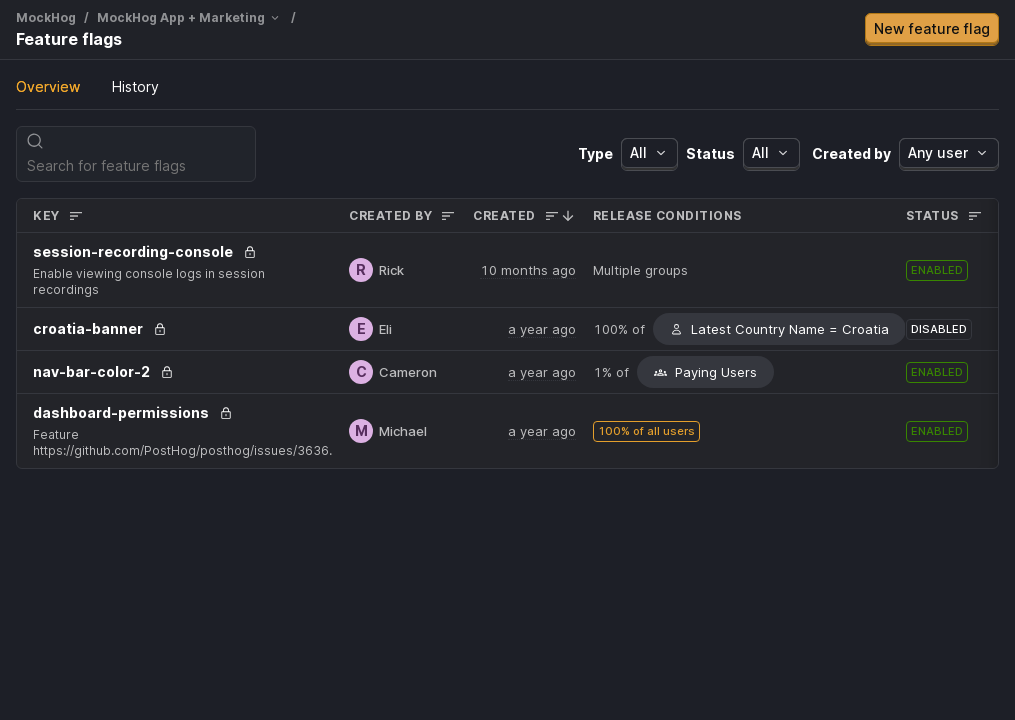 MockHog / MockHog App + Marketing /
Feature flags
New feature flag
Overview History
Search for feature flags
Type All Status All Created by Any user
KEY CREATED BY CREATED RELEASE CONDITIONS STATUS
session-recording-console
Enable viewing console logs in session
recordings
R Rick 10 months ago Multiple groups ENABLED
croatia-banner E Eli a year ago 100% of Latest Country Name = Croatia DISABLED
nav-bar-color-2 C Cameron a year ago 1% of Paying Users ENABLED
dashboard-permissions
Feature
https://github.com/PostHog/posthog/issues/3636.
M Michael a year ago 100% of all users ENABLED